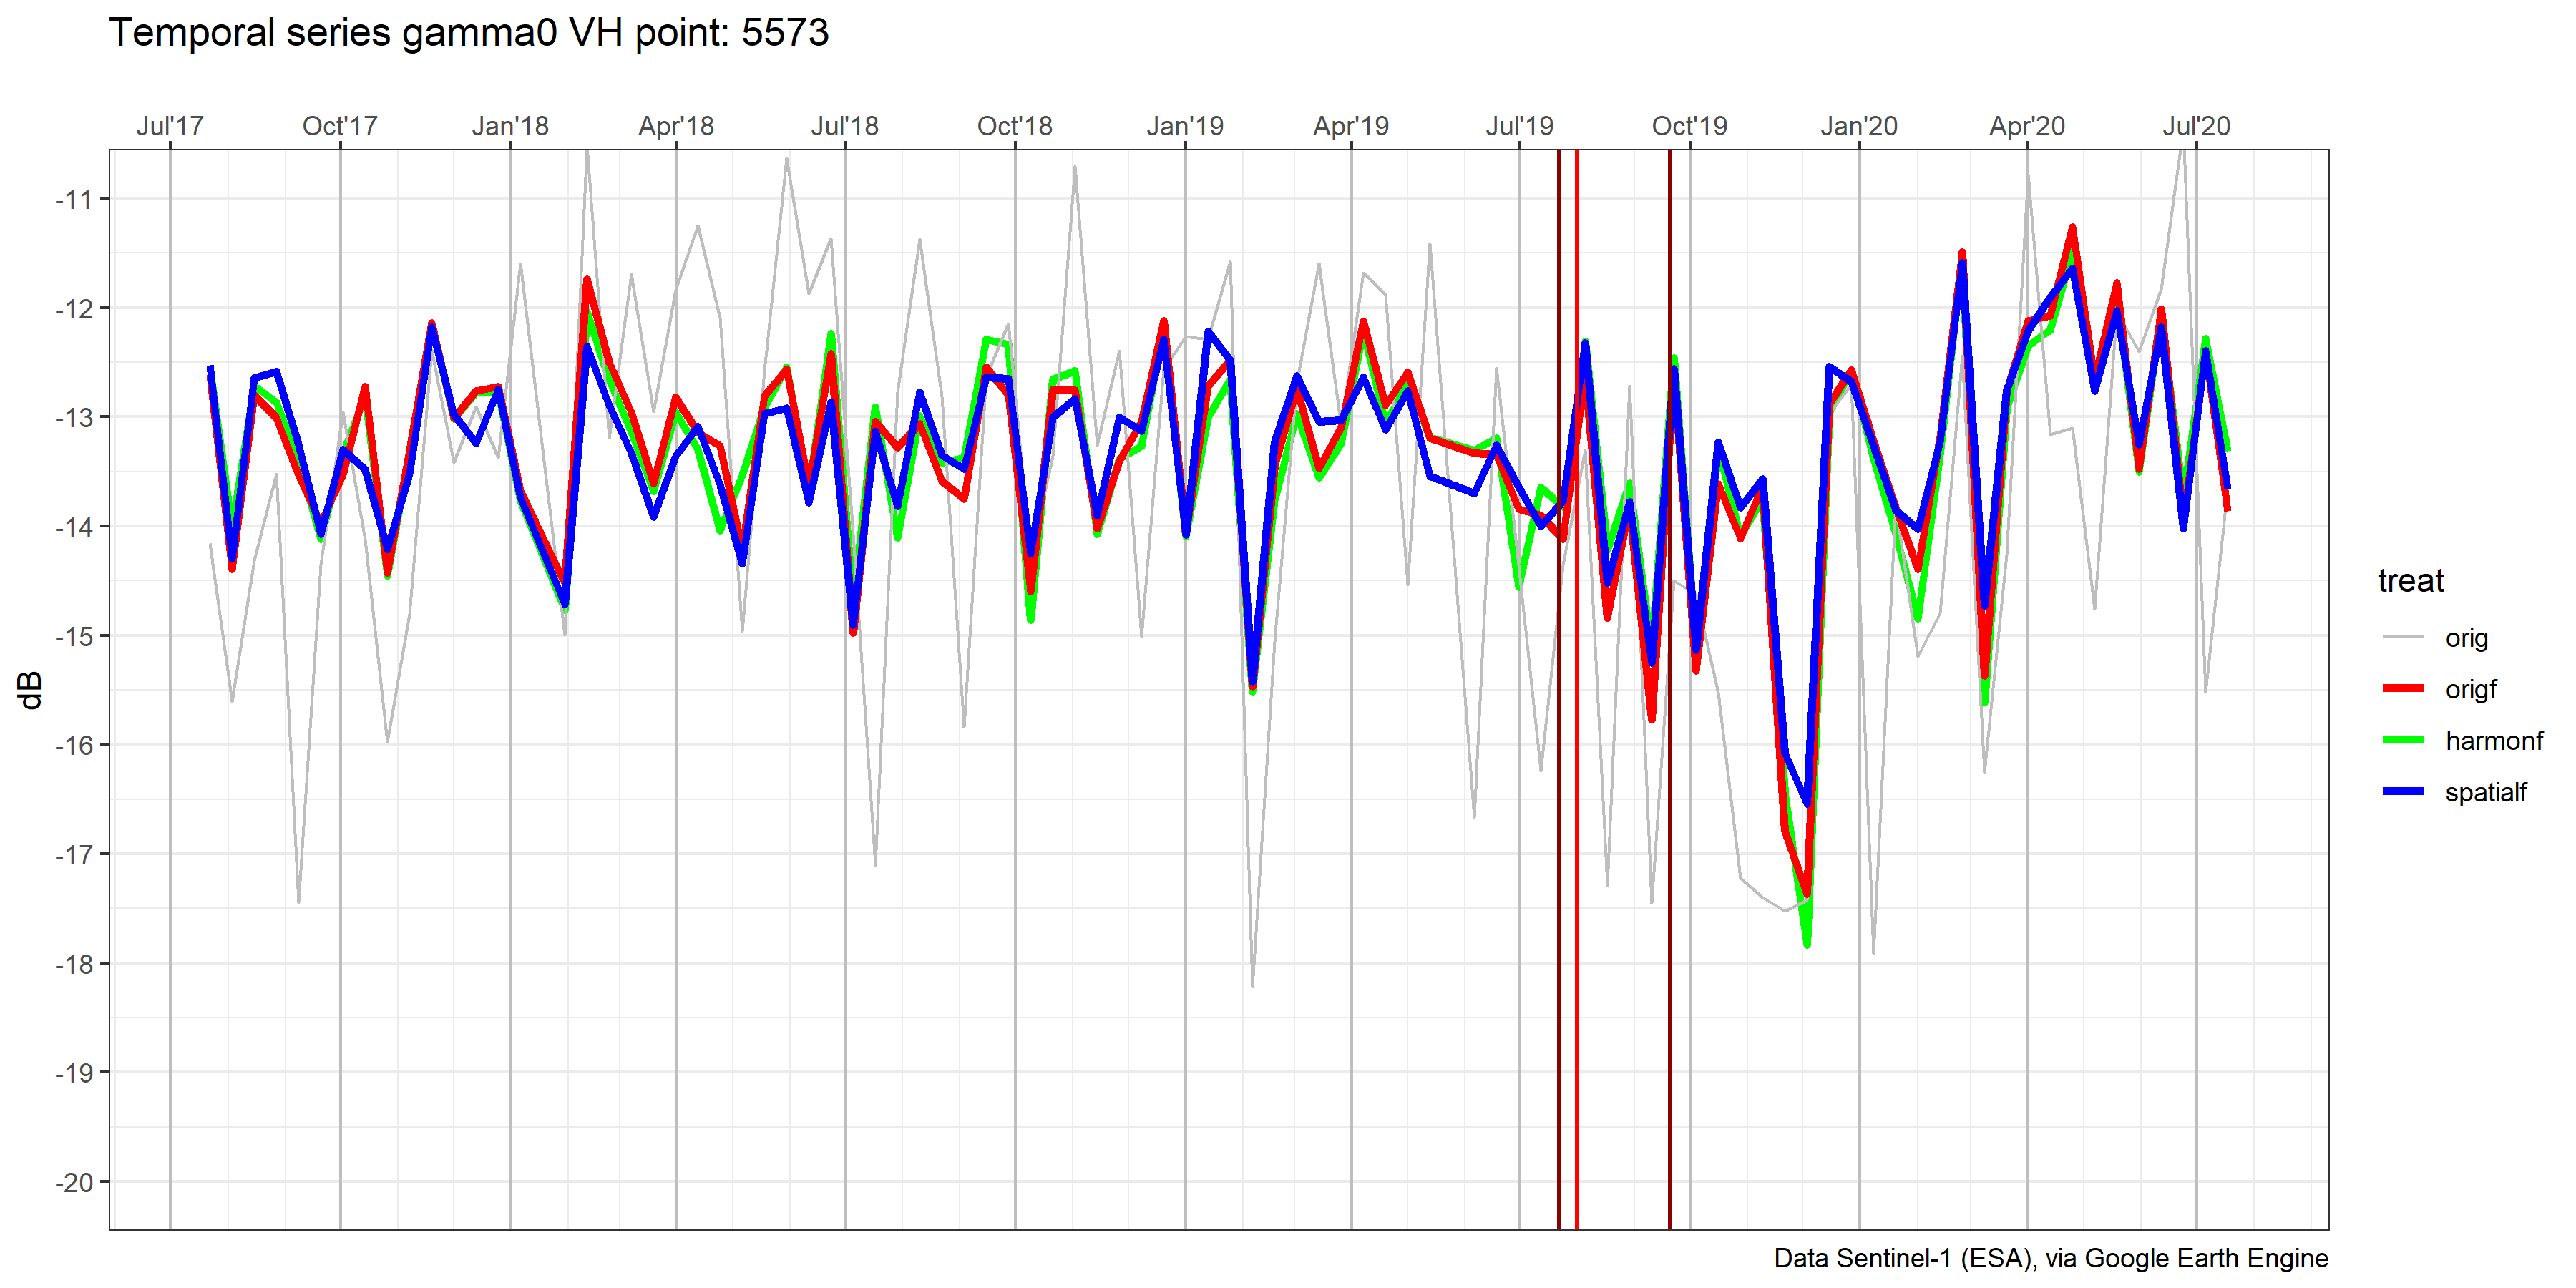 Temporal series gamma0 VH point: 5573
Jul'17 Oct'17 Jan'18 Apr'18 Jul'18 Oct'18 Jan'19 Apr'19 Jul'19 Oct'19 Jan'20 Apr'20 Jul'20
-11
-12
-13
-14
-15
-16
-17
-18
-19
-20
dB
treat
orig
origf
harmonf
spatialf
Data Sentinel-1 (ESA), via Google Earth Engine